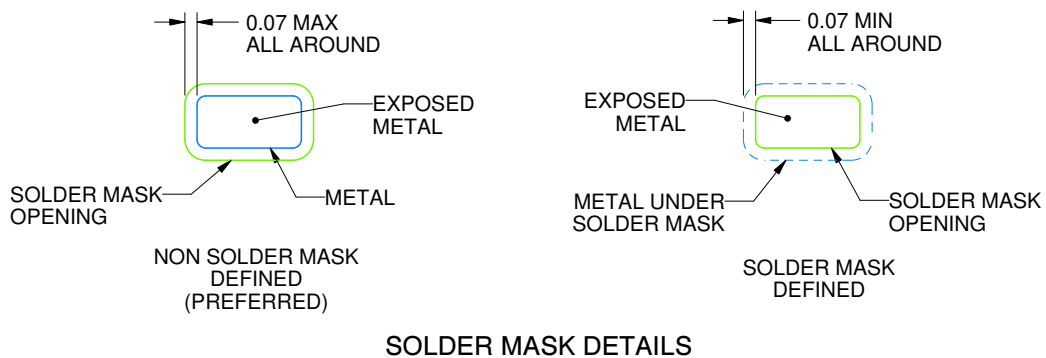 0.07 MAX
ALL AROUND
EXPOSED
METAL
SOLDER MASK
OPENING
METAL
NON SOLDER MASK
DEFINED
(PREFERRED)
0.07 MIN
ALL AROUND
EXPOSED
METAL
METAL UNDER
SOLDER MASK
SOLDER MASK
OPENING
SOLDER MASK
DEFINED
SOLDER MASK DETAILS